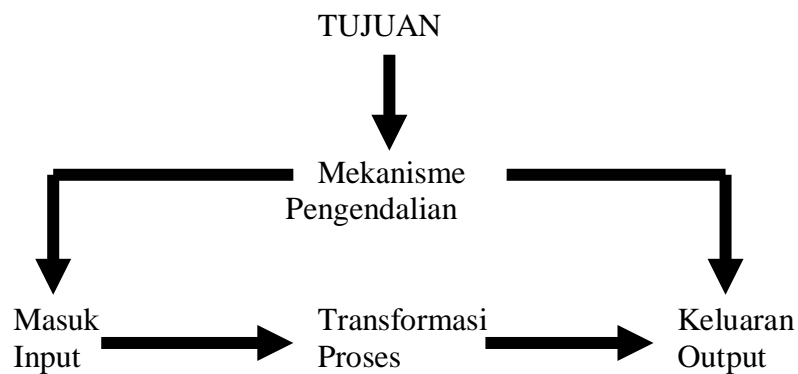 TUJUAN
Mekanisme
Pengendalian
Masuk
Input
Transformasi
Proses
Keluaran
Output